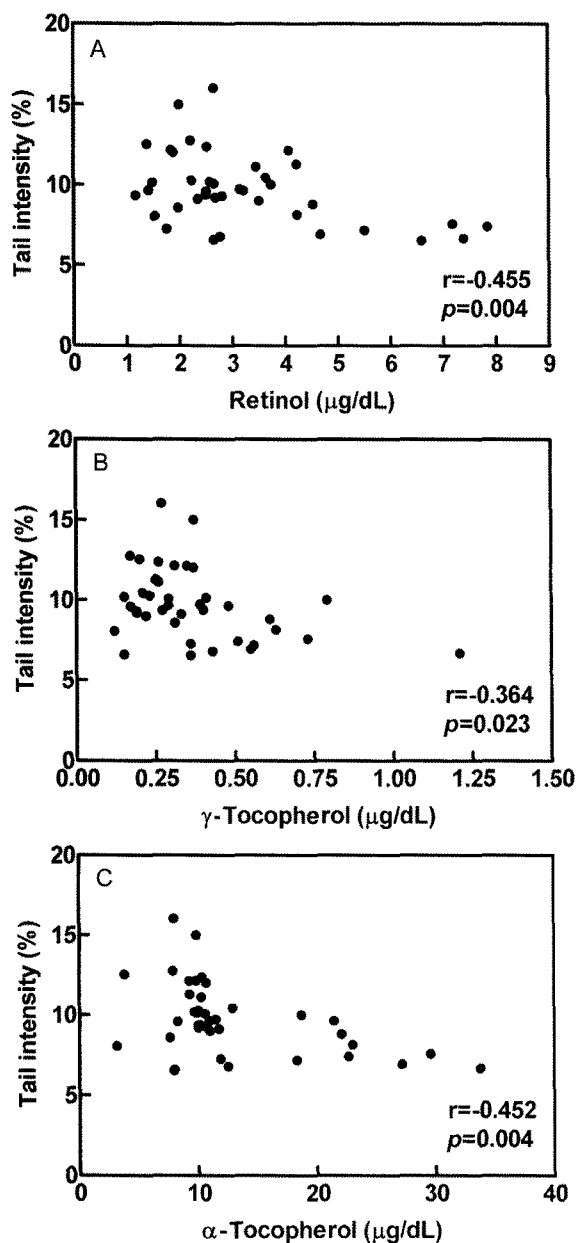 A
Tail intensity (%)
20
15
10
5
0
0 1 2 3 4 5 6 7 8 9
r=-0.455
p=0.004
Retinol (μg/dL)
B
Tail intensity (%)
20
15
10
5
0
0.00 0.25 0.50 0.75 1.00 1.25 1.50
r=-0.364
p=0.023
γ-Tocopherol (μg/dL)
C
Tail intensity (%)
20
15
10
5
0
0 10 20 30 40
r=-0.452
p=0.004
α-Tocopherol (μg/dL)